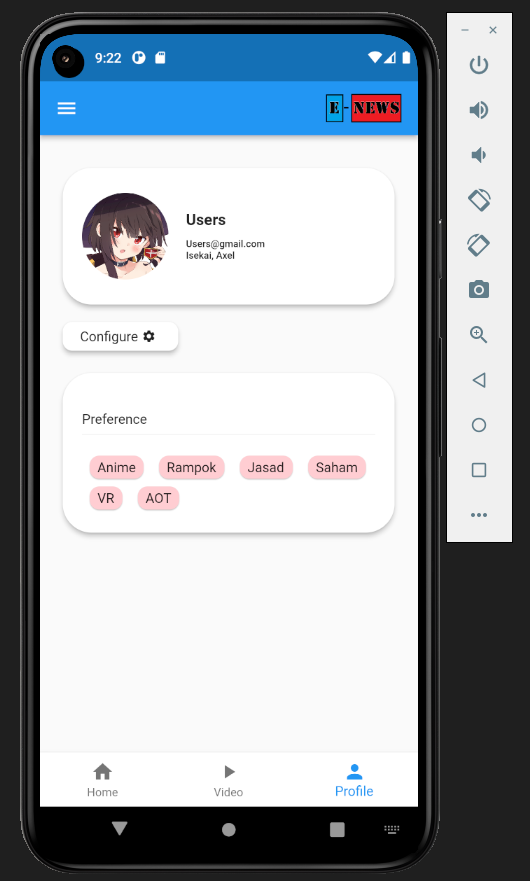 9:22
E-NEWS
Users
Users@gmail.com
Isekai, Axel
Configure
Preference
Anime Rampok Jasad Saham
VR AOT
Home Video Profile